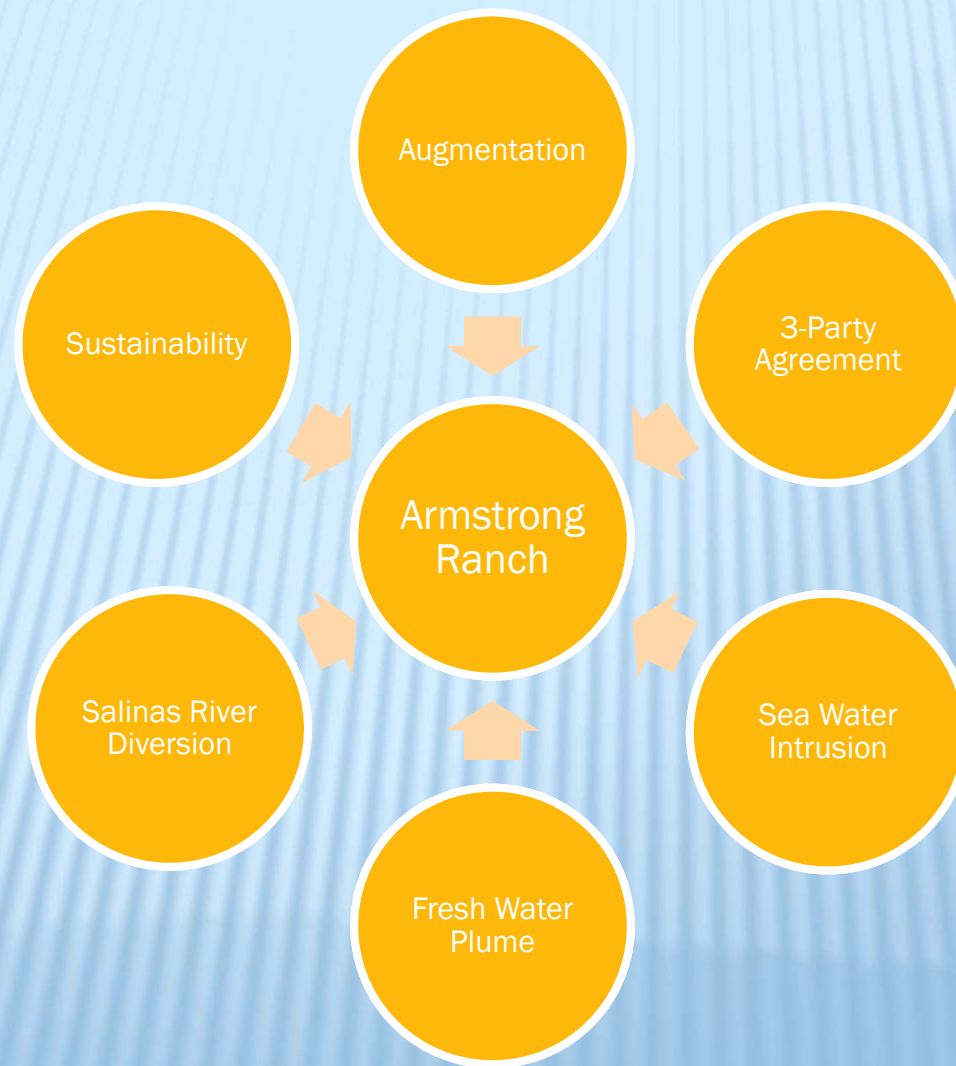 Augmentation
Sustainability
3-Party
Agreement
Armstrong
Ranch
Salinas River
Diversion
Sea Water
Intrusion
Fresh Water
Plume